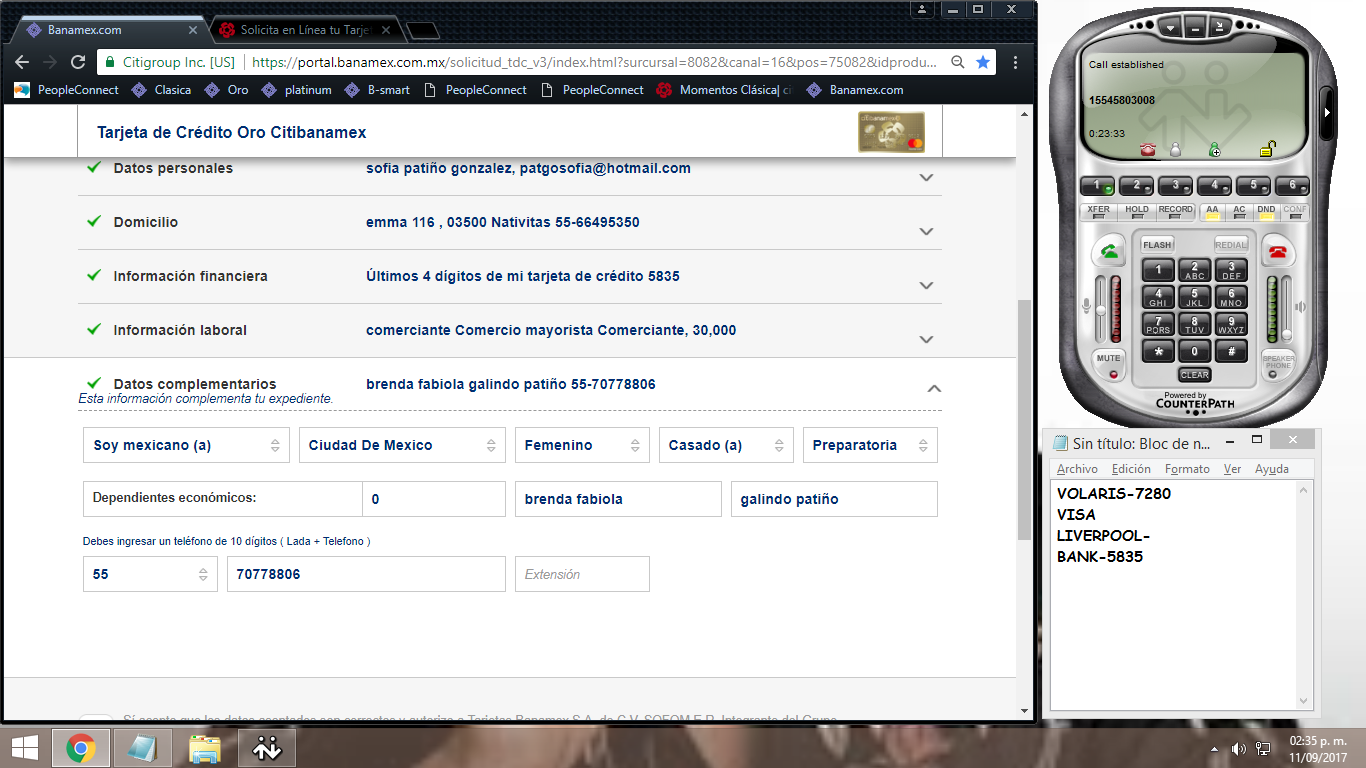 Banamex.com
Solicita en Línea tu Tarje
Citigroup Inc. [US]
https://portal.banamex.com.mx/solicitud_tdc_v3/index.html?surcursal=8082&canal=16&pos=75082&idprodu...
PeopleConnect
Clasica
Oro
platinum
B-smart
PeopleConnect
PeopleConnect
Momentos Clásica| ci
Banamex.com
Tarjeta de Crédito Oro Citibanamex
Datos personales
sofia patiño gonzalez, patgosofia@hotmail.com
Domicilio
emma 116 , 03500 Nativitas 55-66495350
Información financiera
Últimos 4 dígitos de mi tarjeta de crédito 5835
Información laboral
comerciante Comercio mayorista Comerciante, 30,000
Datos complementarios
brenda fabiola galindo patiño 55-70778806
Esta información complementa tu expediente.
Soy mexicano (a)
Ciudad De Mexico
Femenino
Casado (a)
Preparatoria
Dependientes económicos:
0
brenda fabiola
galindo patiño
Debes ingresar un teléfono de 10 dígitos ( Lada + Telefono )
55
70778806
Extensión
Call established
15545803008
0:23:33
1 2 3 4 5 6
XFER HOLD RECORD AA AC DND CONF
FLASH
REDIAL
1
2 ABC
3 DEF
4 GHI
5 JKL
6 MNO
7 PQRS
8 TUV
9 WXYZ
*
0
#
MUTE
SPEAKER PHONE
CLEAR
Powered by
COUNTERPATH
Sin título: Bloc de n...
Archivo Edición Formato Ver Ayuda
VOLARIS-7280
VISA
LIVERPOOL-
BANK-5835
02:35 p. m.
11/09/2017